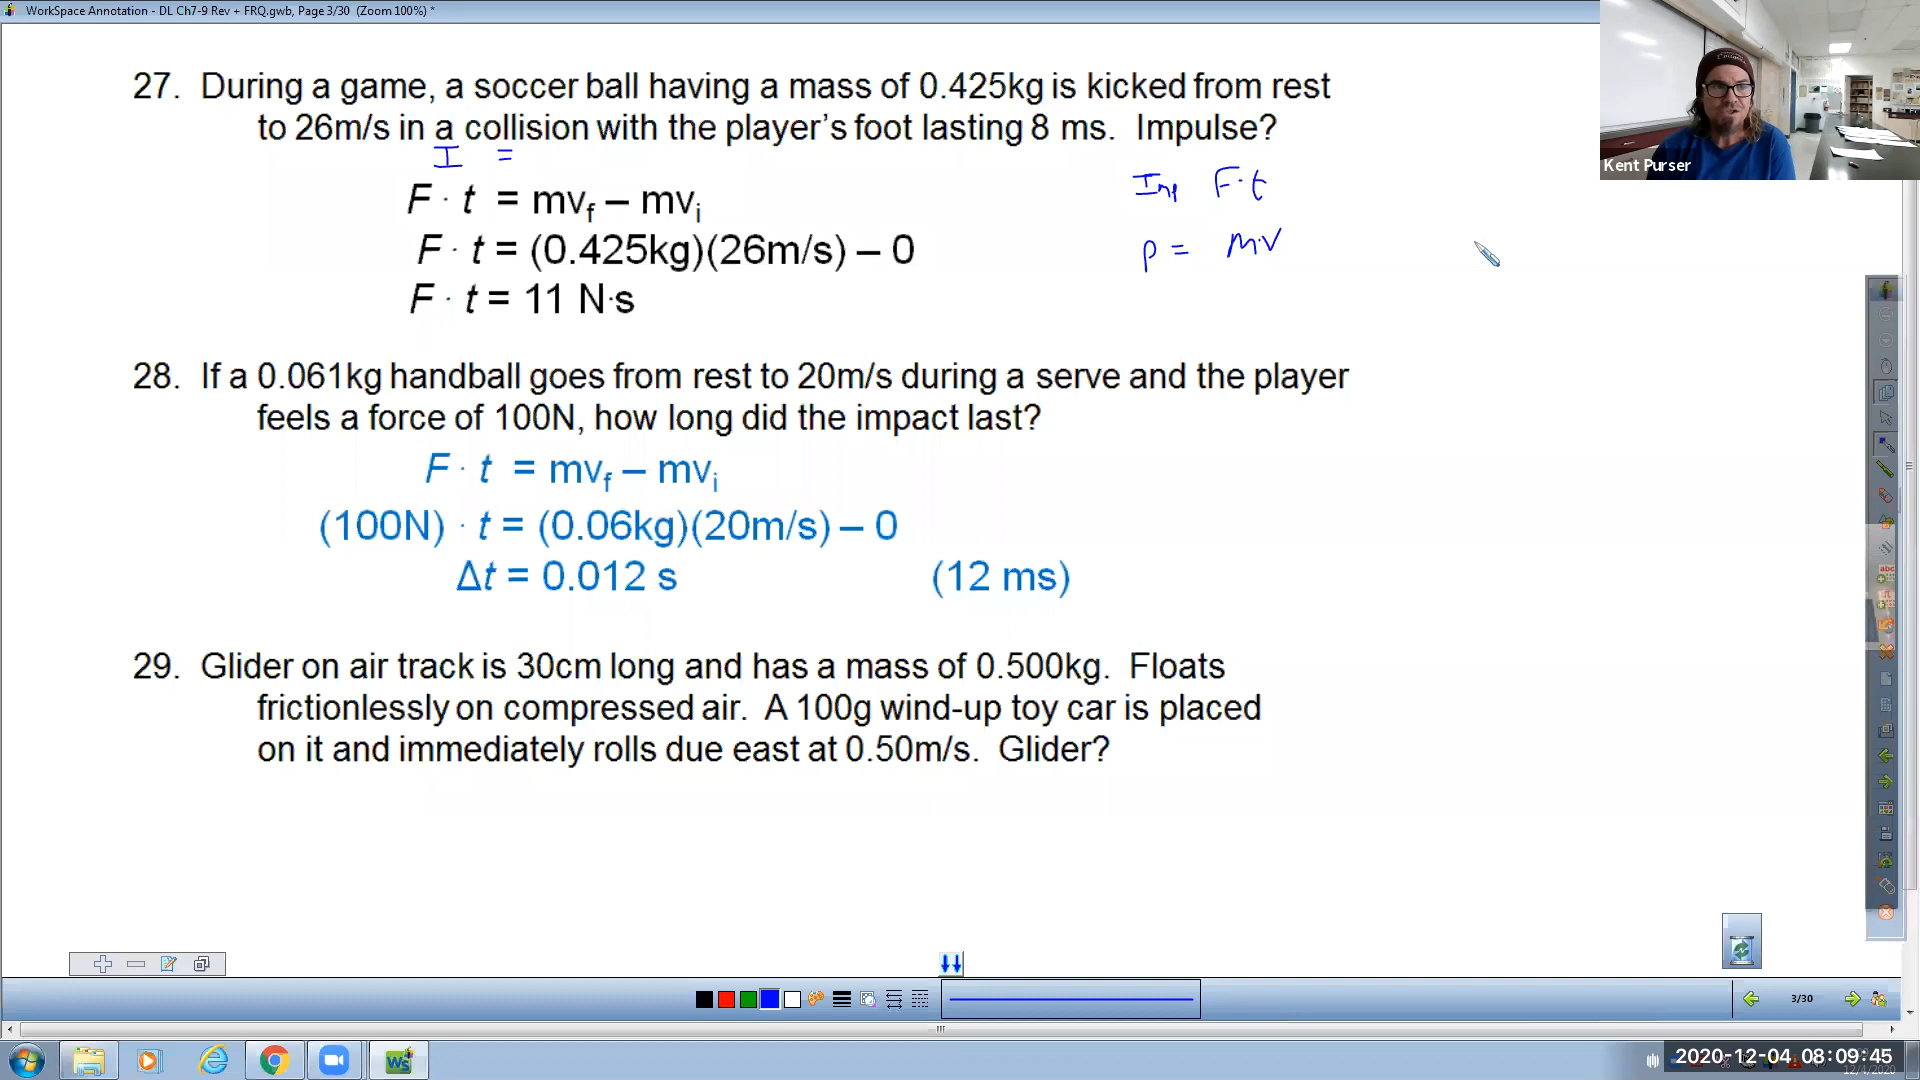 WorkSpace Annotation - DL Ch7-9 Rev + FRQ.gwb, Page 3/30 (Zoom 100%) *
27. During a game, a soccer ball having a mass of 0.425kg is kicked from rest
to 26m/s in a collision with the player's foot lasting 8 ms. Impulse?
I =
F · t = mvf – mvi
Imp F·t
F · t = (0.425kg)(26m/s) – 0
p = m·v
F · t = 11 N·s
Kent Purser
28. If a 0.061kg handball goes from rest to 20m/s during a serve and the player
feels a force of 100N, how long did the impact last?
F · t = mvf – mvi
(100N) · t = (0.06kg)(20m/s) – 0
Δt = 0.012 s (12 ms)
29. Glider on air track is 30cm long and has a mass of 0.500kg. Floats
frictionlessly on compressed air. A 100g wind-up toy car is placed
on it and immediately rolls due east at 0.50m/s. Glider?
3/30
2020-12-04 08:09:45
12/4/2020